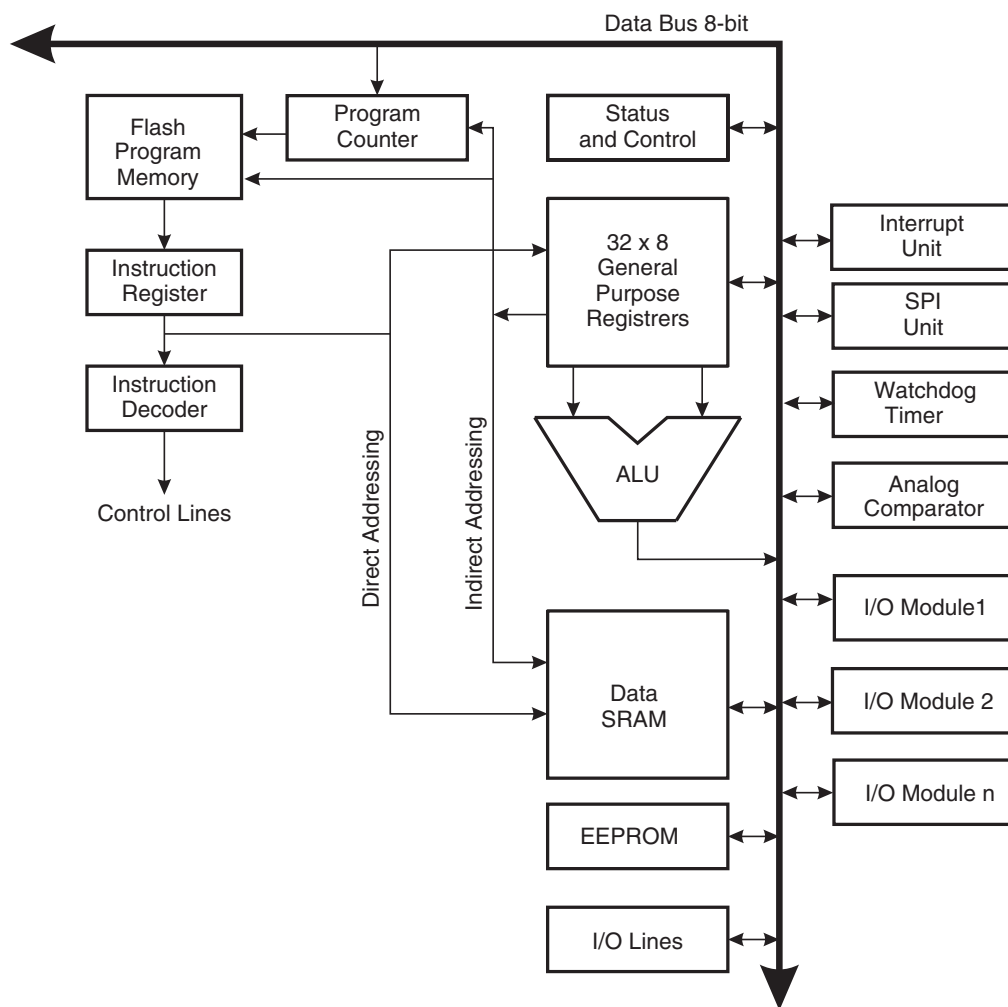 Data Bus 8-bit
Flash
Program
Memory
Program
Counter
Status
and Control
Interrupt
Unit
32 x 8
General
Purpose
Registrers
Instruction
Register
SPI
Unit
Instruction
Decoder
Watchdog
Timer
ALU
Analog
Comparator
Control Lines
Direct Addressing
Indirect Addressing
I/O Module1
Data
SRAM
I/O Module 2
I/O Module n
EEPROM
I/O Lines